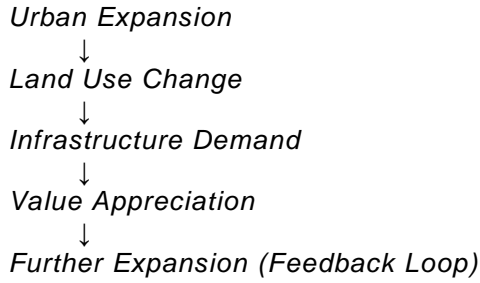 Urban Expansion
↓
Land Use Change
↓
Infrastructure Demand
↓
Value Appreciation
↓
Further Expansion (Feedback Loop)